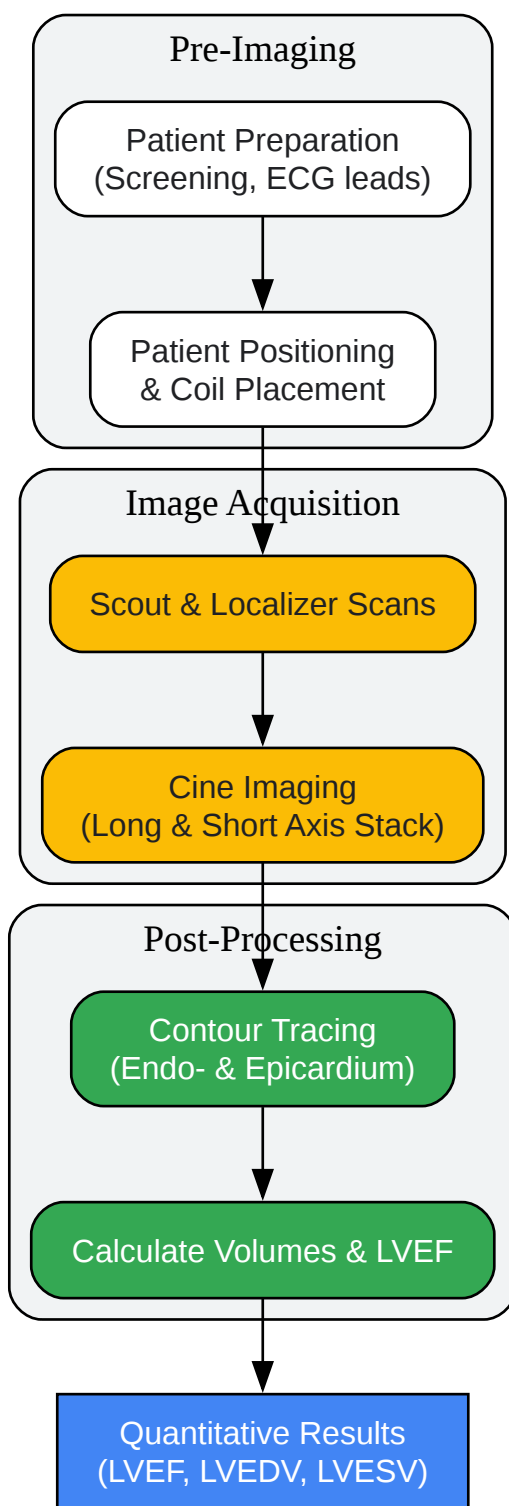 Pre-Imaging
Patient Preparation
(Screening, ECG leads)
Patient Positioning
& Coil Placement
Image Acquisition
Scout & Localizer Scans
Cine Imaging
(Long & Short Axis Stack)
Post-Processing
Contour Tracing
(Endo- & Epicardium)
Calculate Volumes & LVEF
Quantitative Results
(LVEF, LVEDV, LVESV)